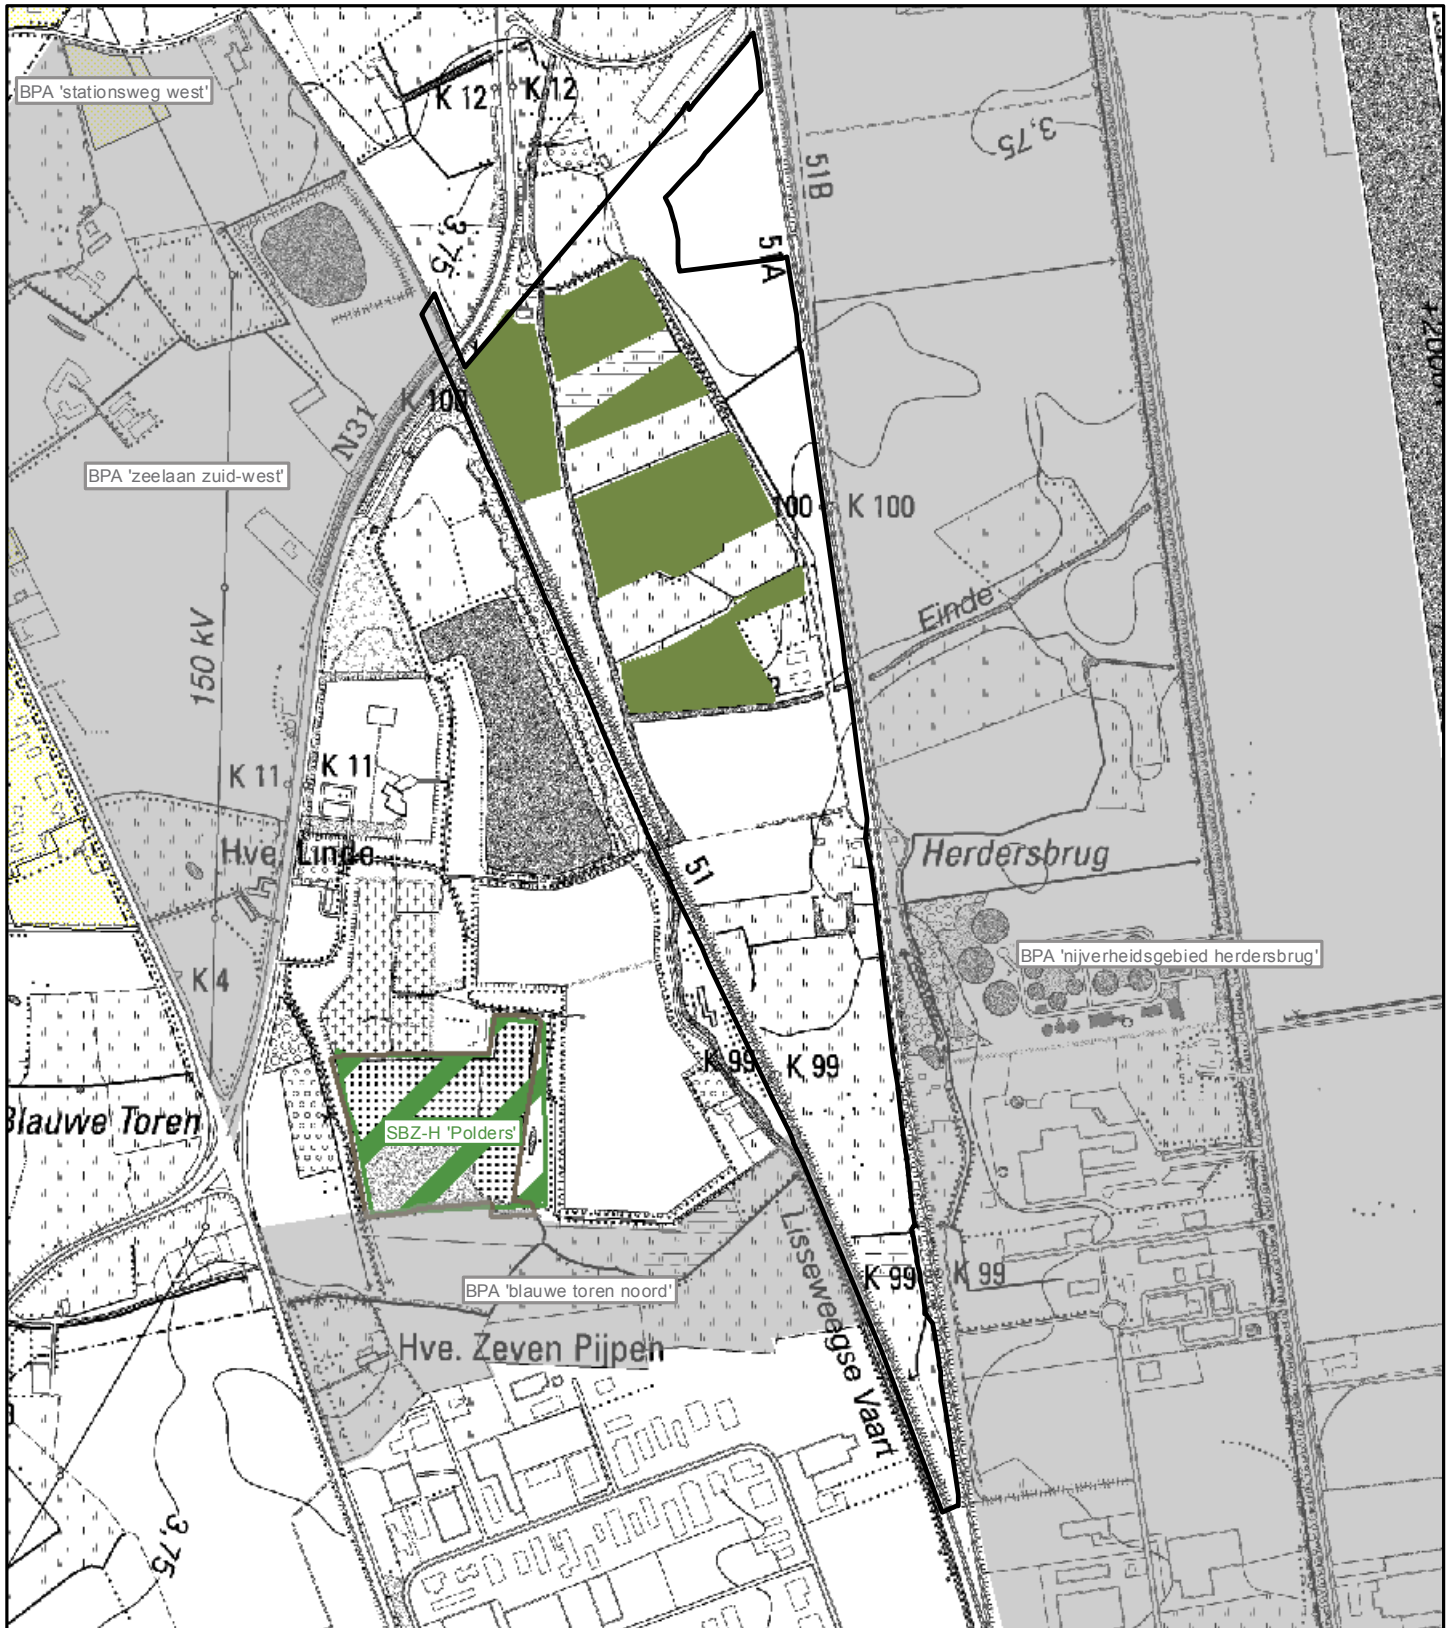 BPA 'stationsweg west'
K 12
K 12
3,75
51B
3,75
51A
N31
K 100
BPA 'zeelaan zuid-west'
100
K 100
Einde
150 kV
K 11
K 11
Hve. Linde
51
Herdersbrug
BPA 'nijverheidsgebied herdersbrug'
K 4
K 99
K 99
Blauwe Toren
SBZ-H 'Polders'
Lisseweegse Vaart
K 99
K 99
BPA 'blauwe toren noord'
Hve. Zeven Pijpen
3,75